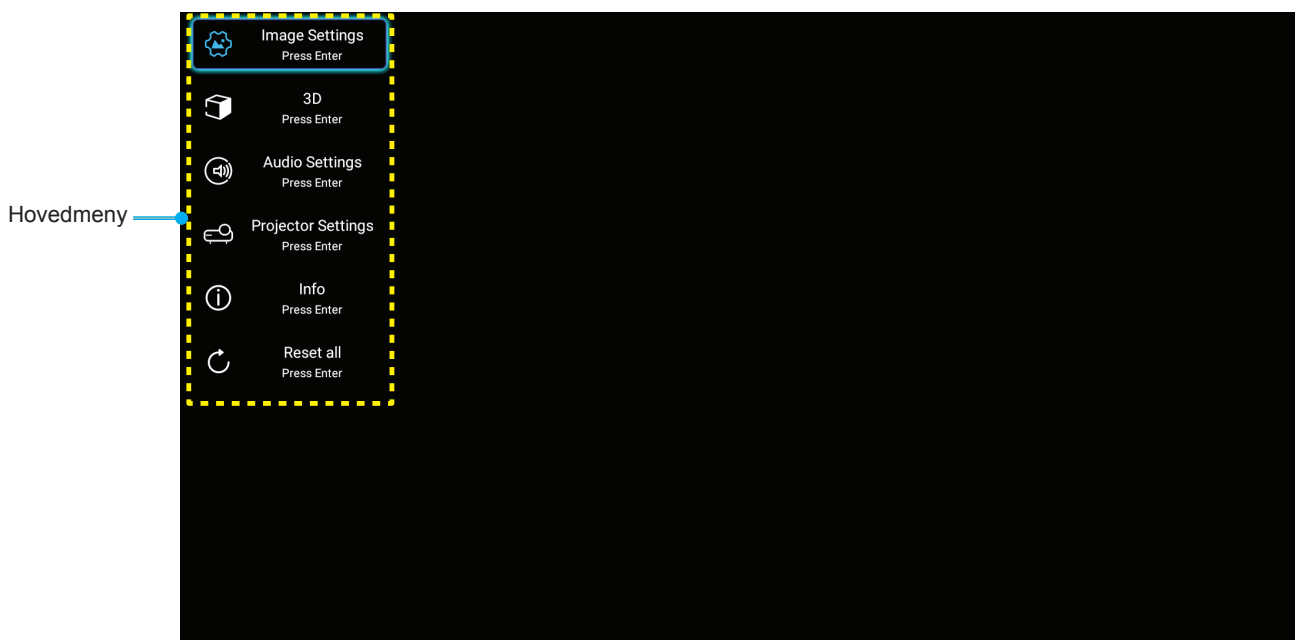 Image Settings
Press Enter
3D
Press Enter
Audio Settings
Press Enter
Hovedmeny
Projector Settings
Press Enter
Info
Press Enter
Reset all
Press Enter